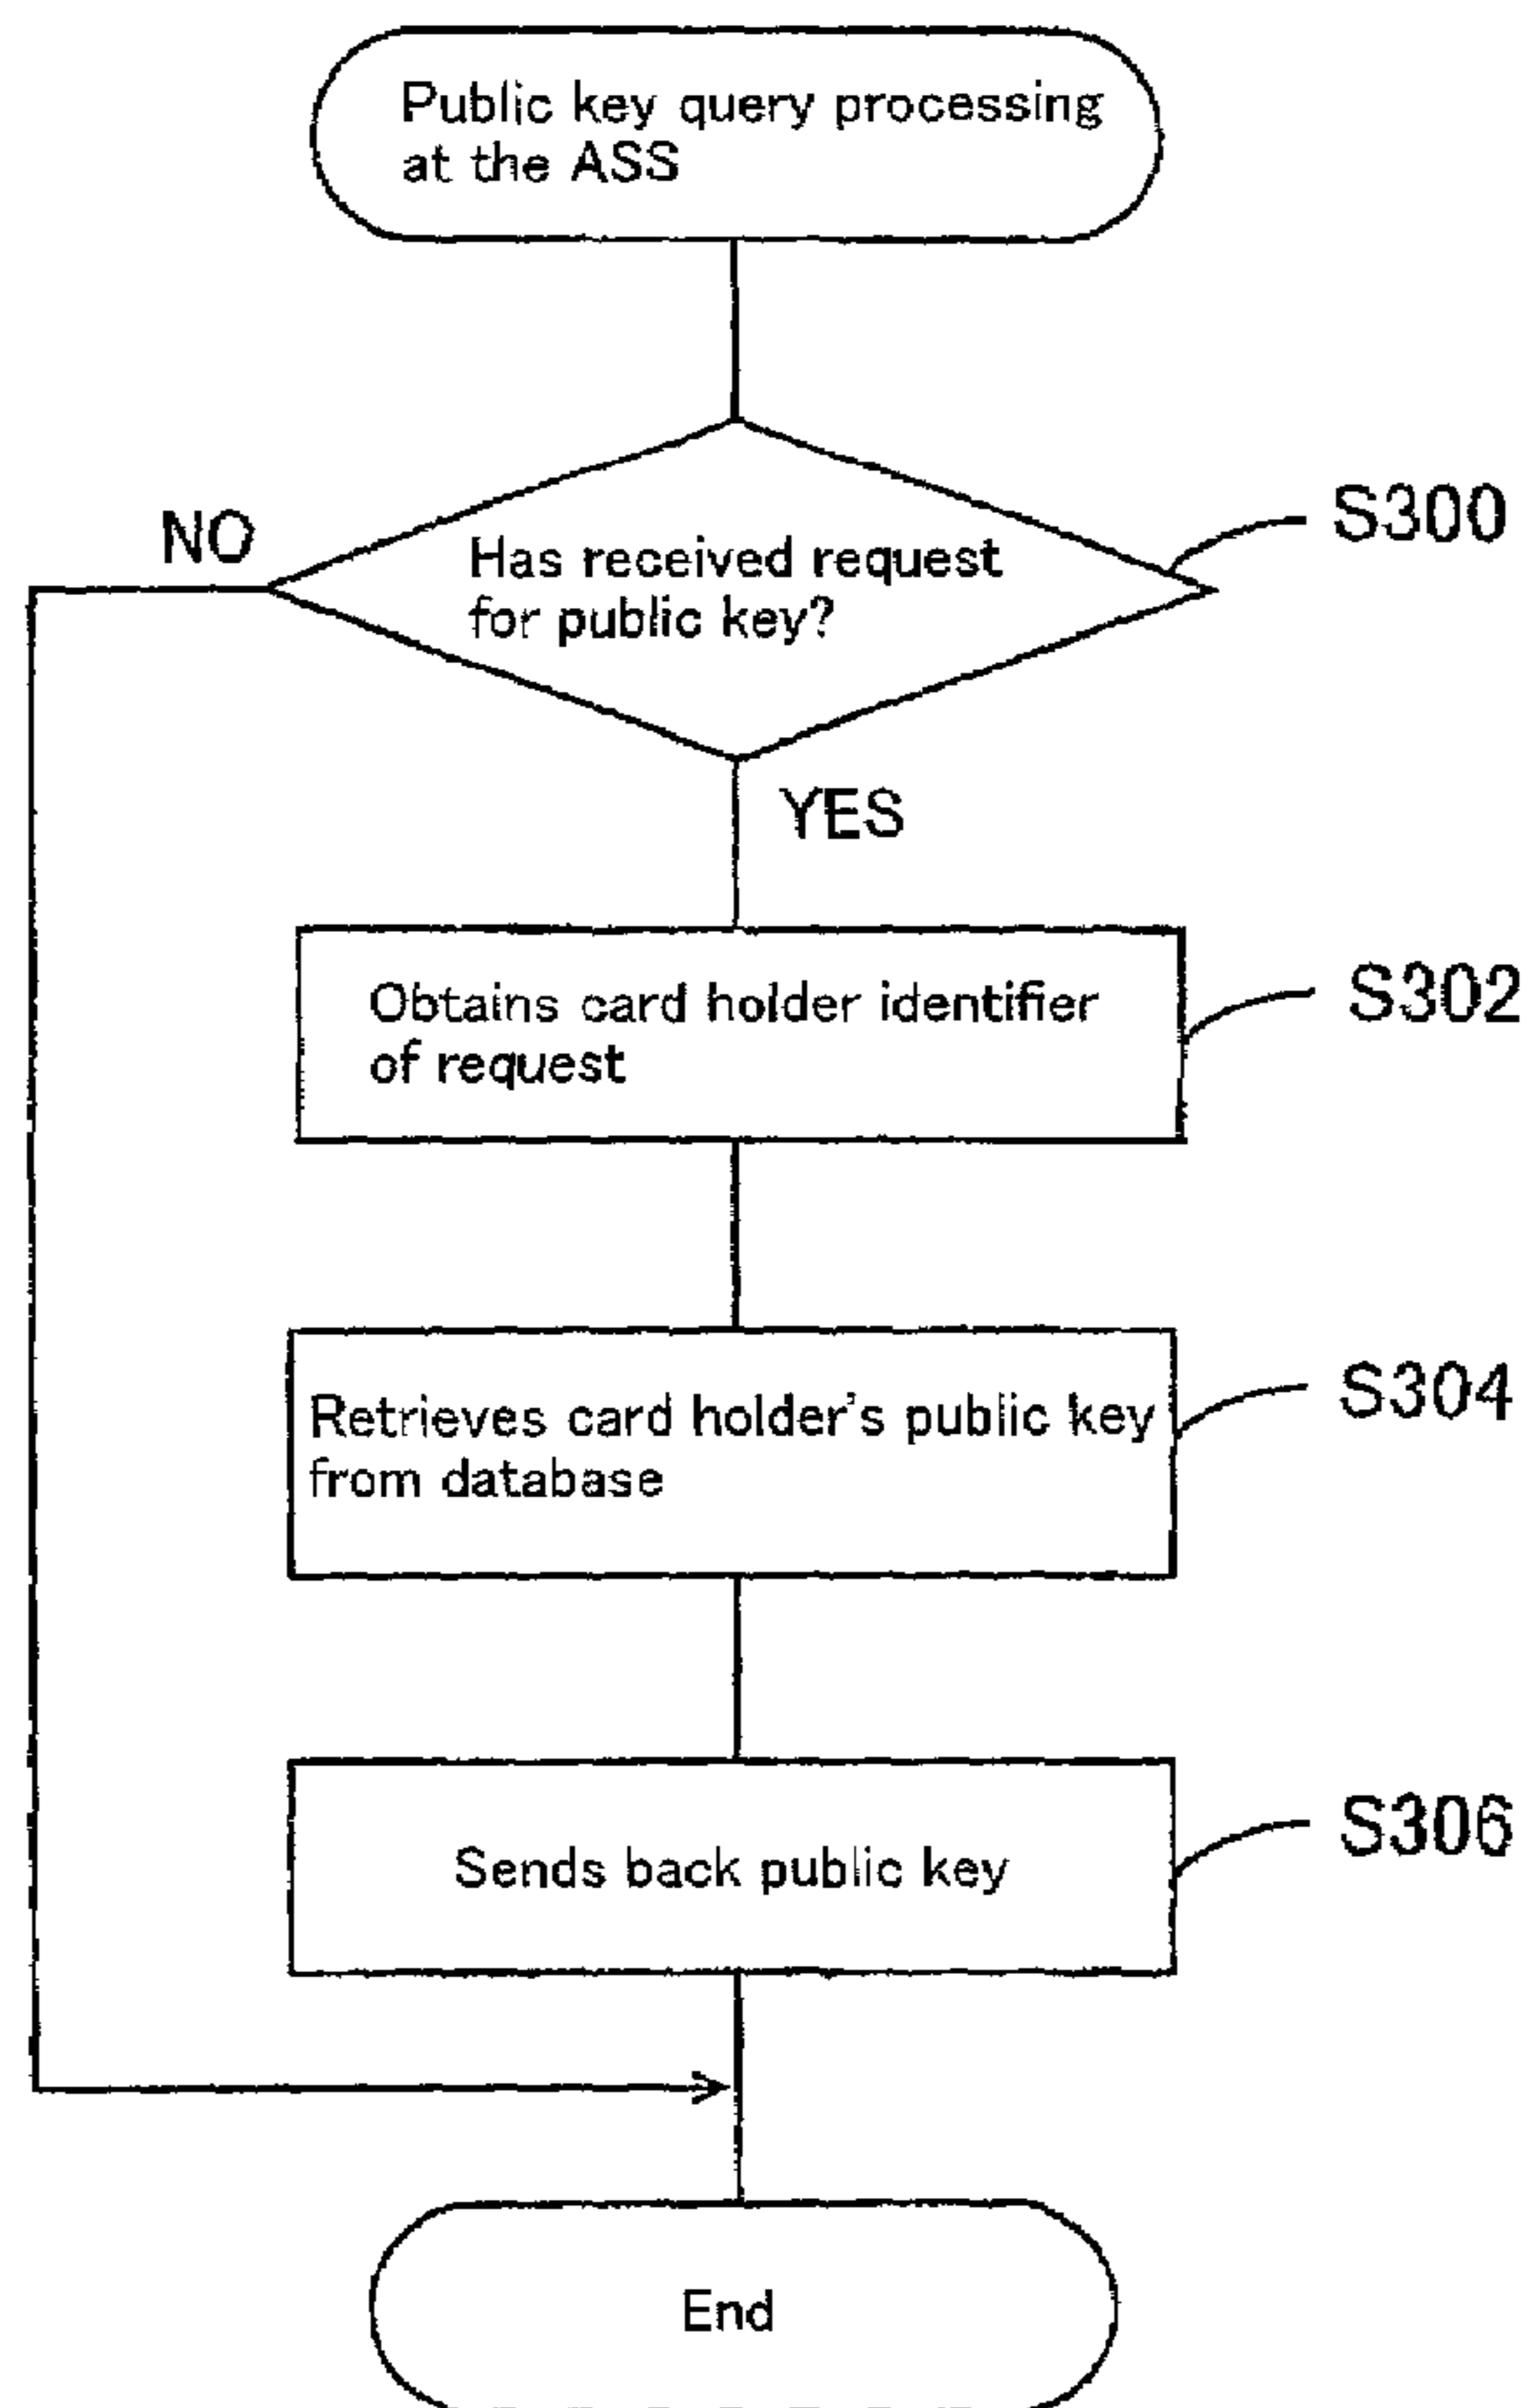 Public key query processing
at the ASS
NO
Has received request
for public key?
S300
YES
Obtains card holder identifier
of request
S302
Retrieves card holder's public key
from database
S304
Sends back public key
S306
End